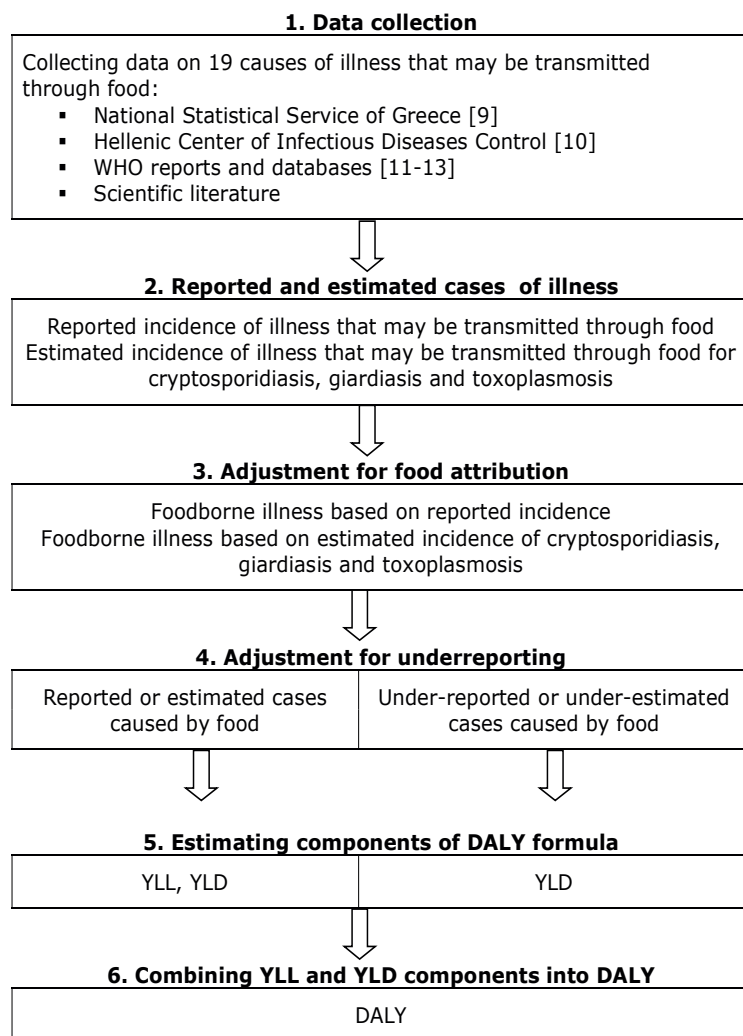 1. Data collection
Collecting data on 19 causes of illness that may be transmitted
through food:
▪ National Statistical Service of Greece [9]
▪ Hellenic Center of Infectious Diseases Control [10]
▪ WHO reports and databases [11-13]
▪ Scientific literature
2. Reported and estimated cases of illness
Reported incidence of illness that may be transmitted through food
Estimated incidence of illness that may be transmitted through food for
cryptosporidiasis, giardiasis and toxoplasmosis
3. Adjustment for food attribution
Foodborne illness based on reported incidence
Foodborne illness based on estimated incidence of cryptosporidiasis,
giardiasis and toxoplasmosis
4. Adjustment for underreporting
Reported or estimated cases
caused by food
Under-reported or under-estimated
cases caused by food
5. Estimating components of DALY formula
YLL, YLD
YLD
6. Combining YLL and YLD components into DALY
DALY